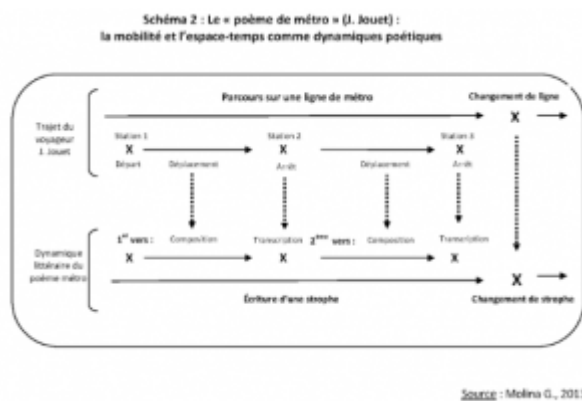 Schéma 2 : Le « poème de métro » (J. Jouet) :
la mobilité et l'espace-temps comme dynamiques poétiques
Parcours sur une ligne de métro
Changement de ligne
X
Trajet du
voyageur
J. Jouet
Station 1
Station 2
Station 3
X
X
X
Départ
Déplacement
Arrêt
Déplacement
Arrêt
Dynamique
littéraire du
poème métro
1er vers :
Composition
Transcription
2ème vers :
Composition
Transcription
X
X
X
X
Écriture d'une strophe
Changement de strophe
Source : Molina G.,